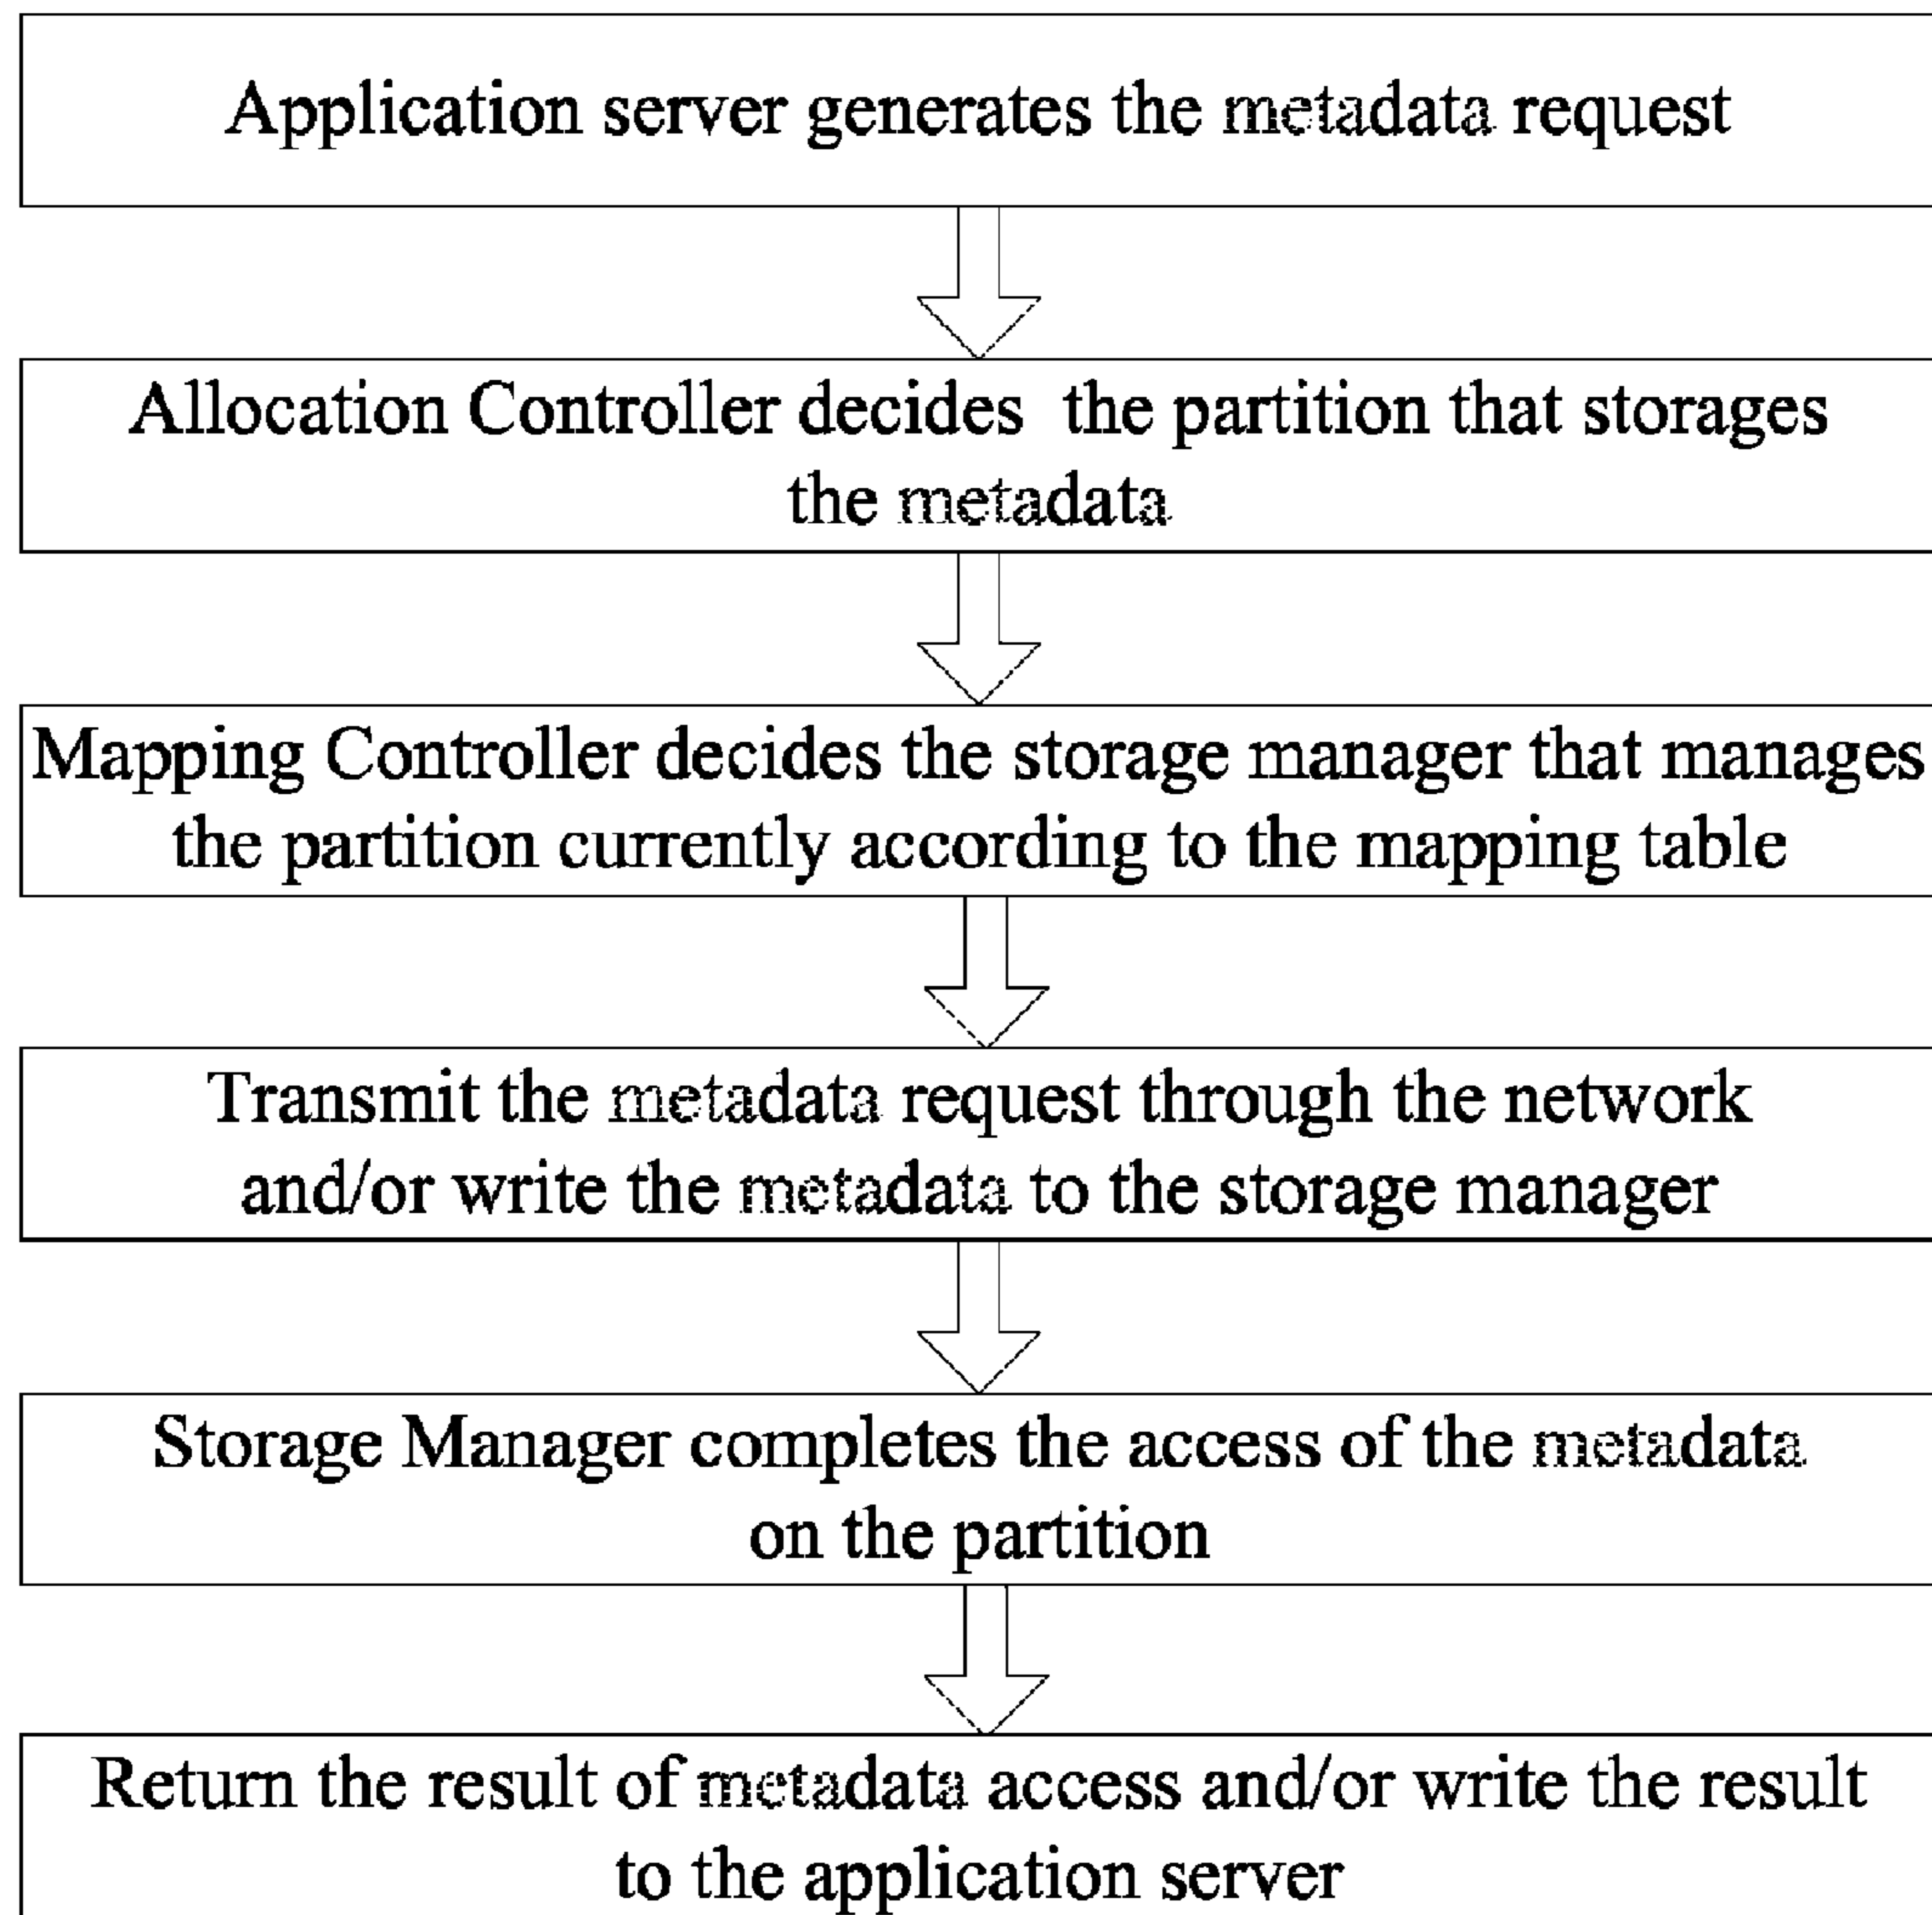 Application server generates the metadata request
Allocation Controller decides the partition that storages
the metadata
Mapping Controller decides the storage manager that manages
the partition currently according to the mapping table
Transmit the metadata request through the network
and/or write the metadata to the storage manager
Storage Manager completes the access of the metadata
on the partition
Return the result of metadata access and/or write the result
to the application server